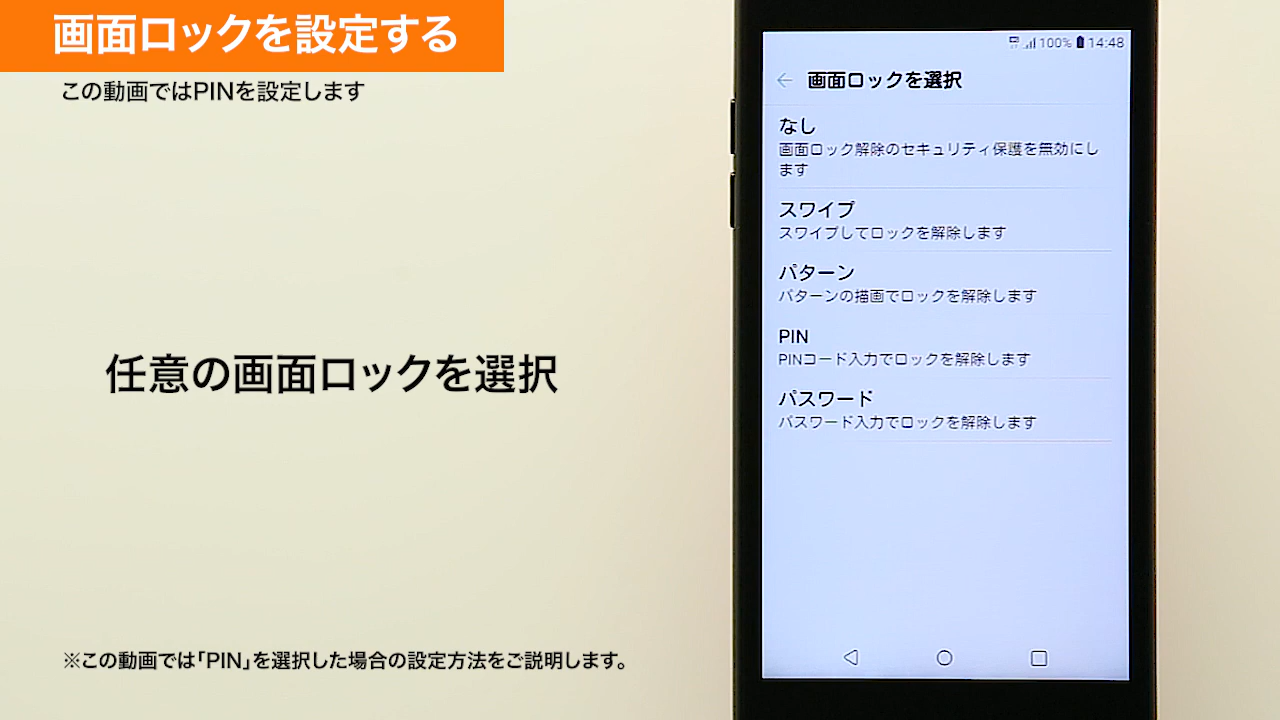 画面ロックを設定する
この動画ではPINを設定します
任意の画面ロックを選択
※この動画では「PIN」を選択した場合の設定方法をご説明します。
100% 14:48
画面ロックを選択
なし
画面ロック解除のセキュリティ保護を無効にし
ます
スワイプ
スワイプしてロックを解除します
パターン
パターンの描画でロックを解除します
PIN
PINコード入力でロックを解除します
パスワード
パスワード入力でロックを解除します